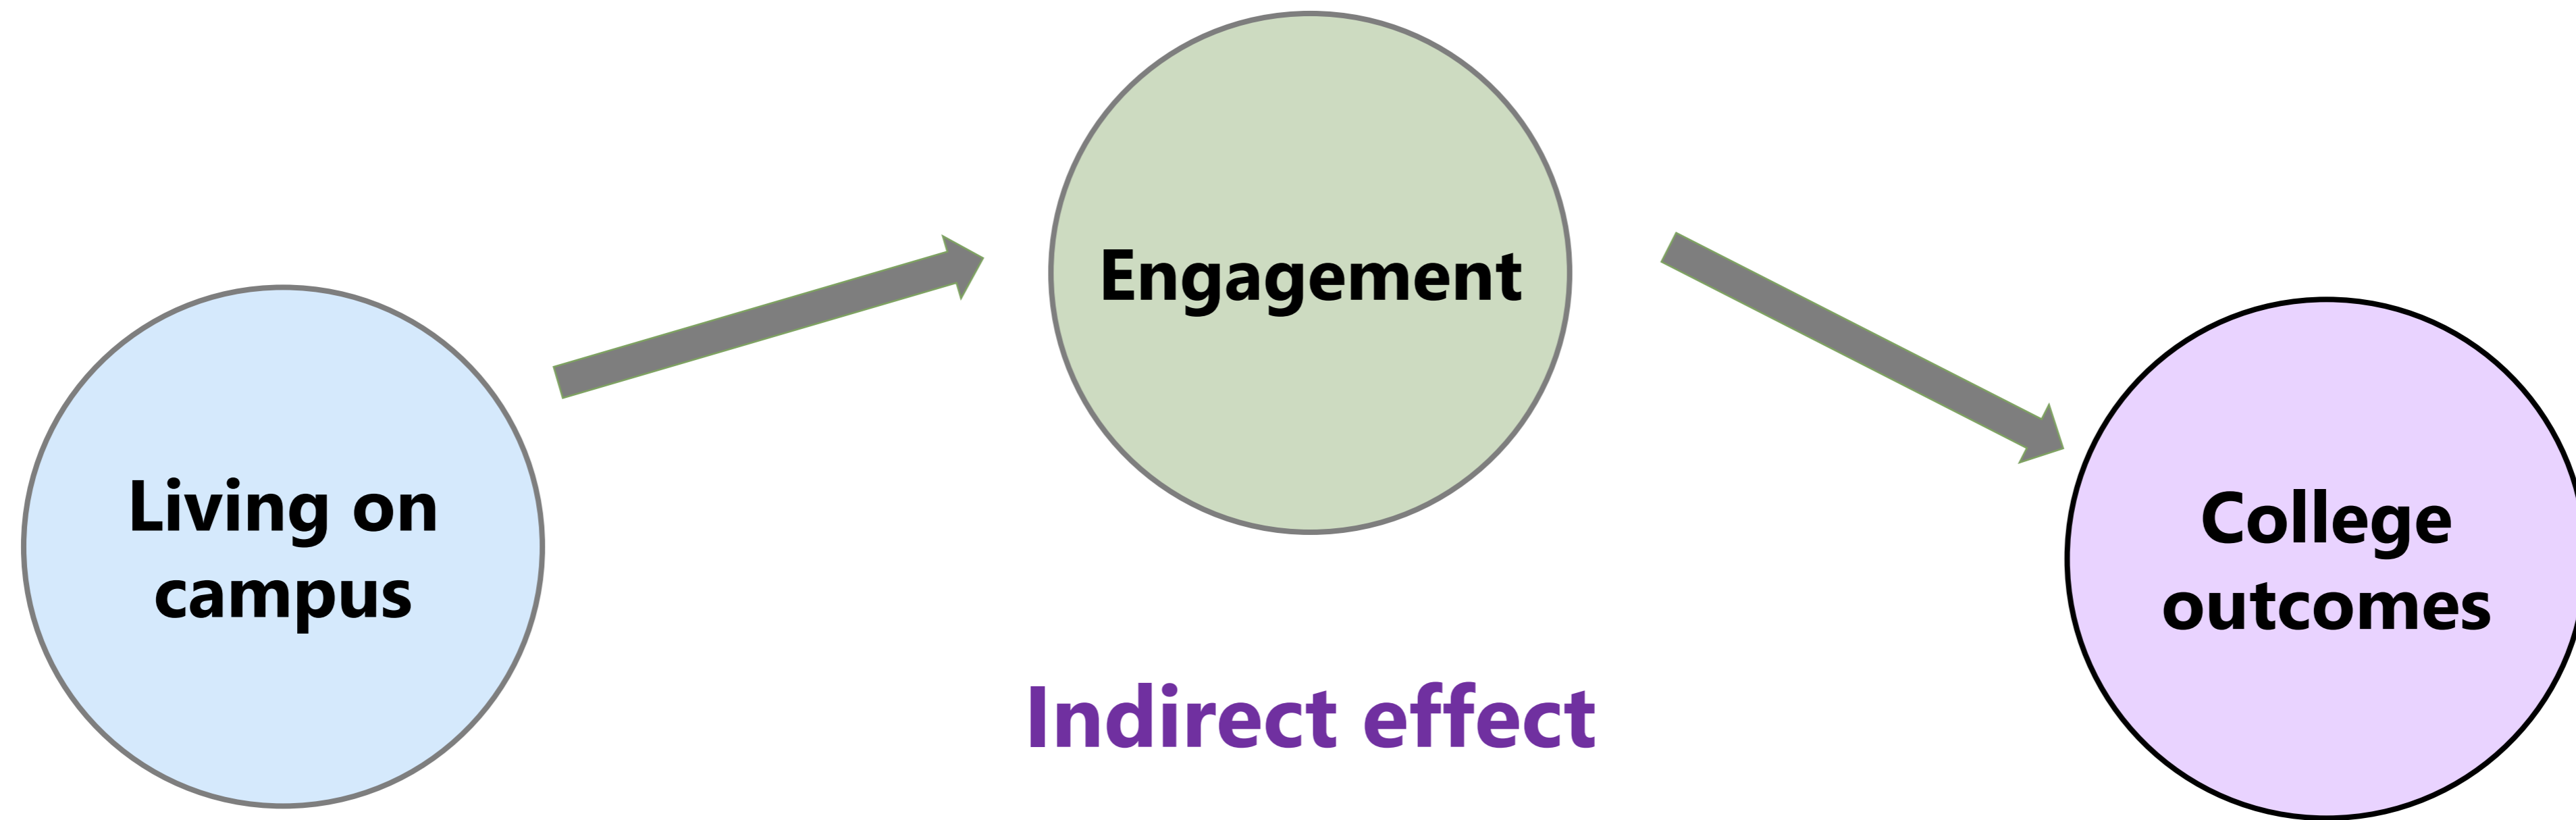 Living on
campus
Engagement
Indirect effect
College
outcomes